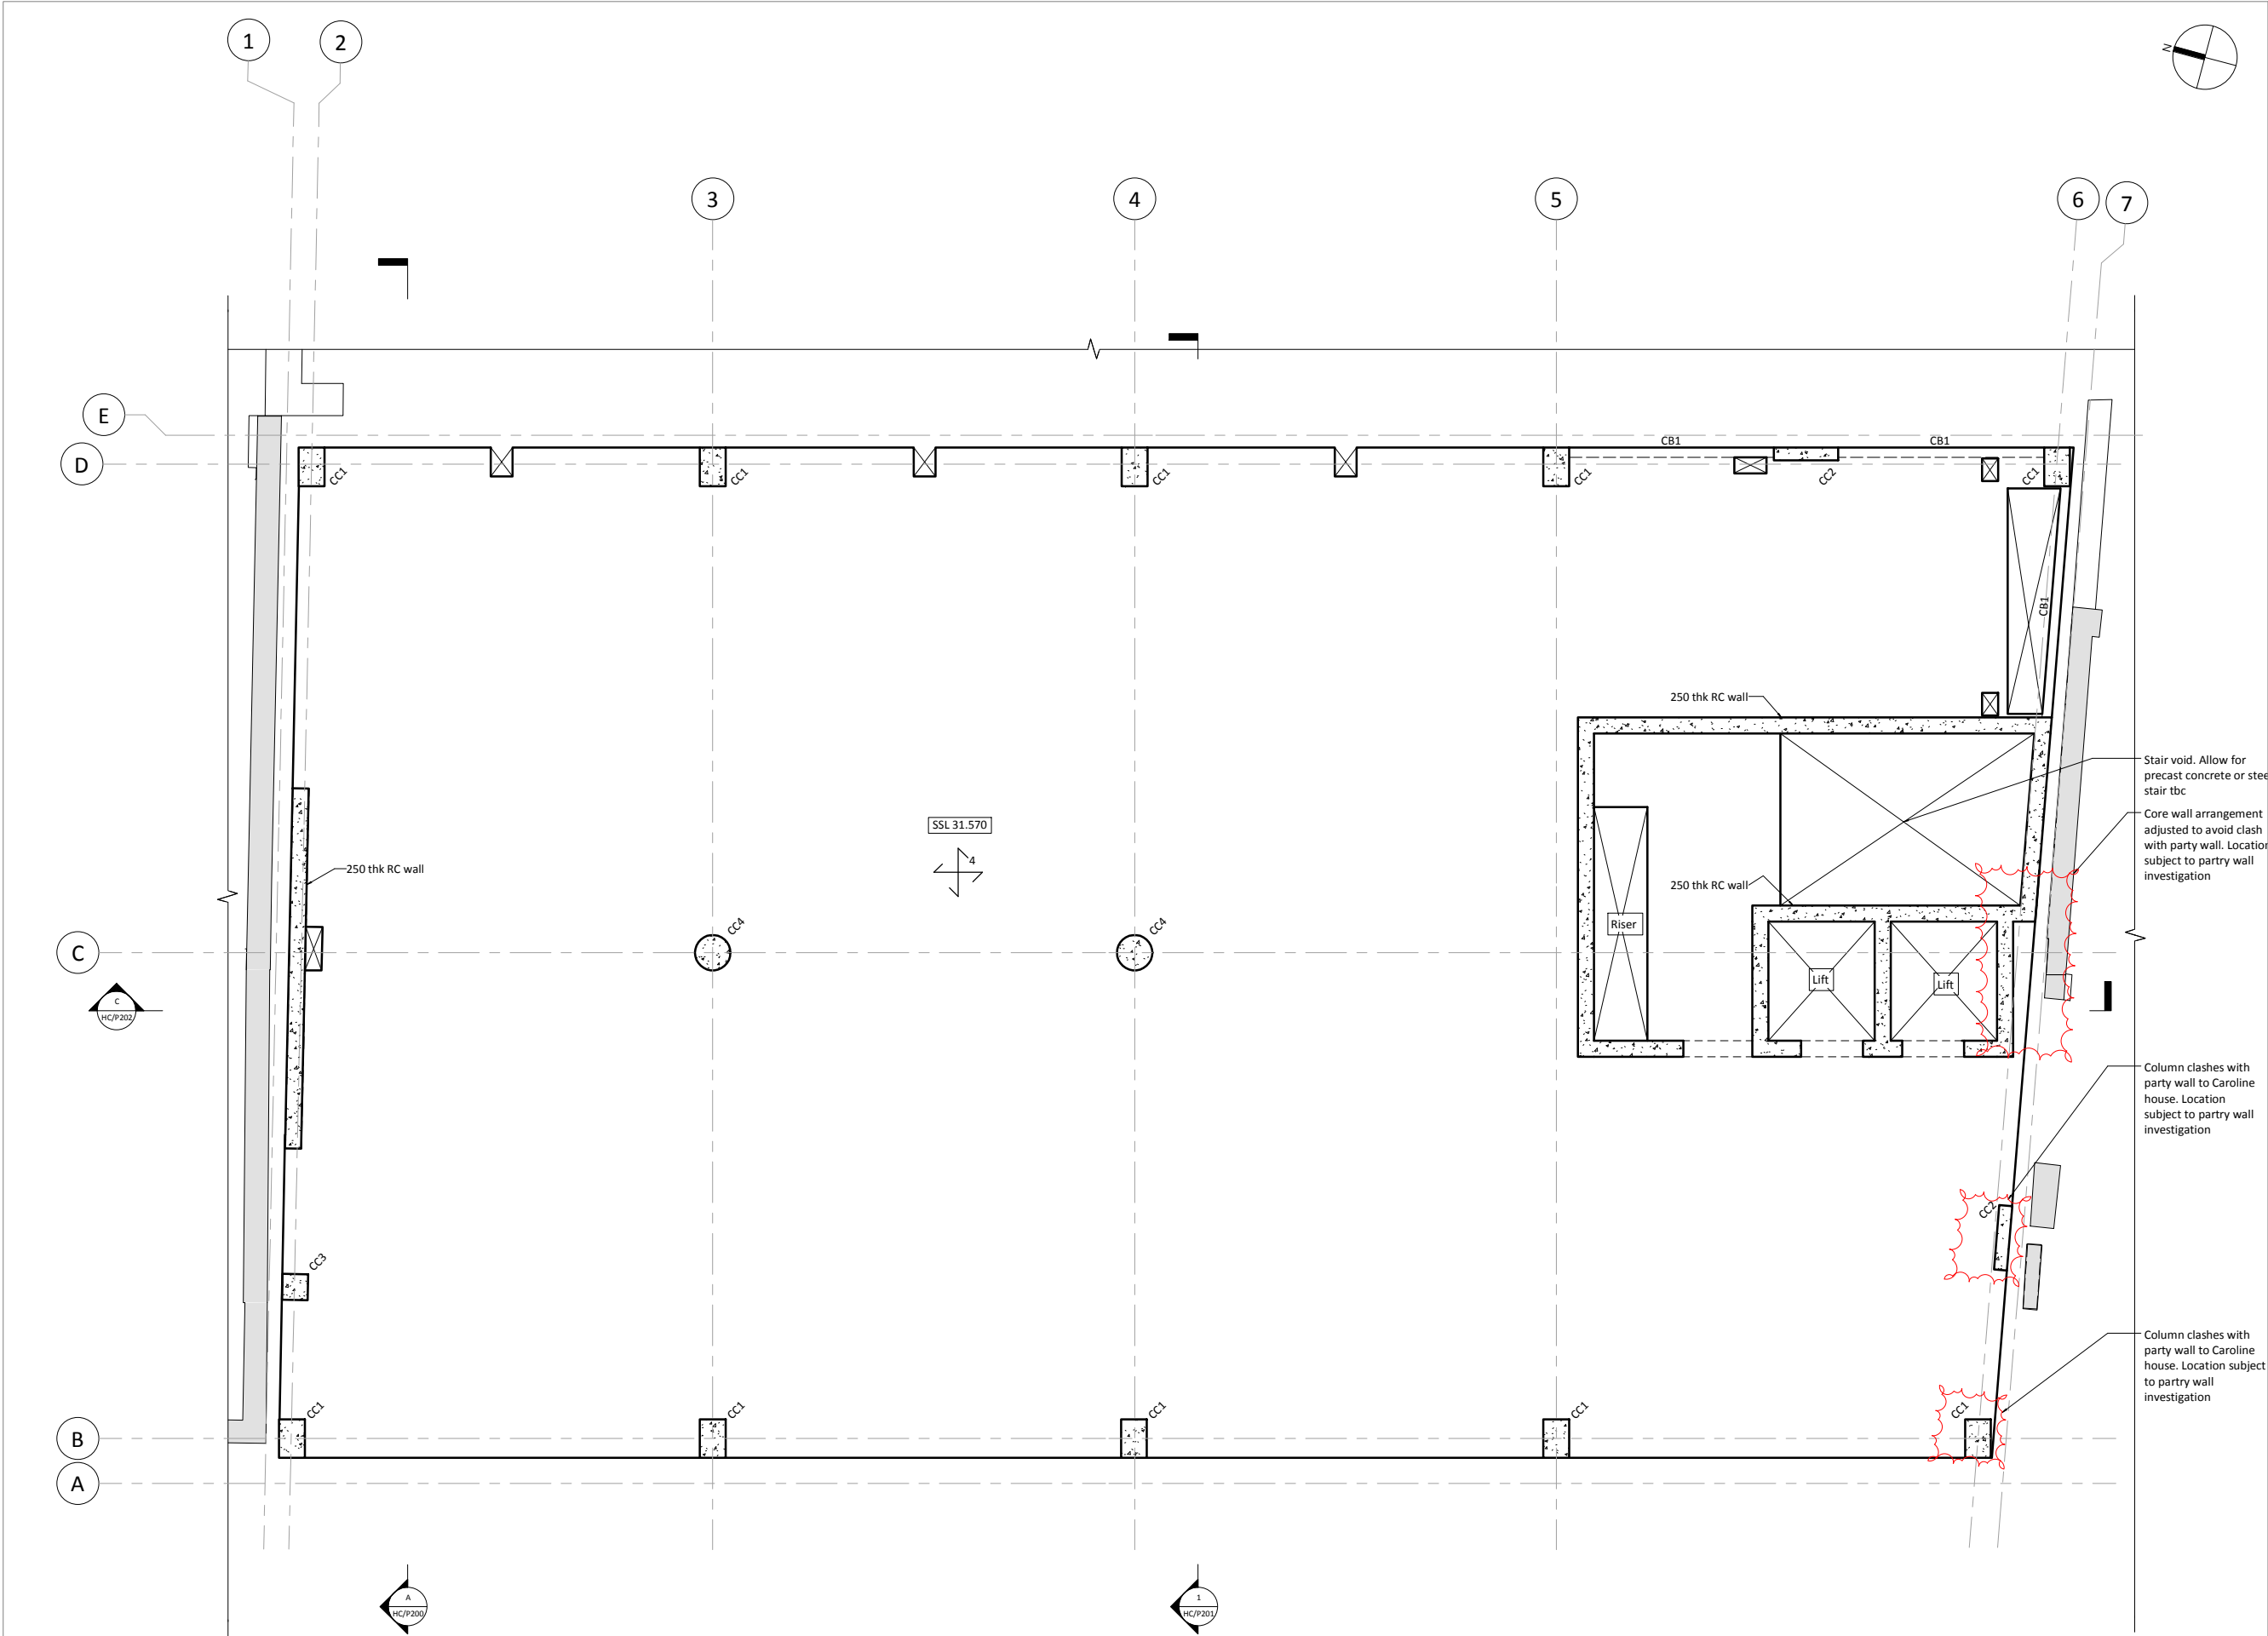 1
2
N
3
4
5
6
7
E
CB1
CB1
D
CC1
CC1
CC1
CC1
CC2
CC1
CB1
250 thk RC wall
Stair void. Allow for
precast concrete or stee
stair tbc
Core wall arrangement
adjusted to avoid clash
with party wall. Location
subject to partry wall
investigation
SSL 31.570
4
250 thk RC wall
250 thk RC wall
Riser
CC4
CC4
C
Lift
Lift
C
HC/P202
Column clashes with
party wall to Caroline
house. Location
subject to partry wall
investigation
CC2
CC3
Column clashes with
party wall to Caroline
house. Location subject
to partry wall
investigation
CC1
CC1
CC1
CC1
CC1
B
A
A
HC/P200
1
HC/P201